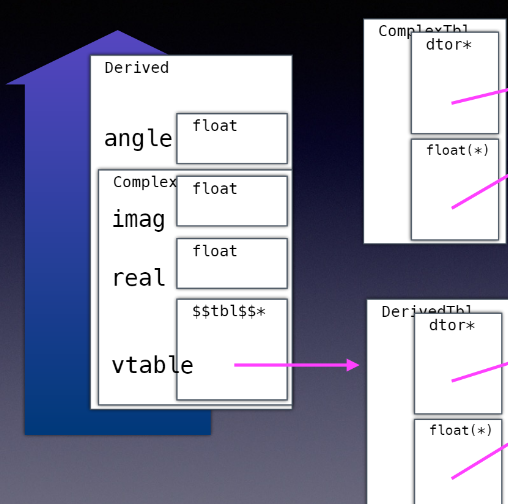 Derived
angle
float
Complex
float
imag
float
real
$$tbl$$*
vtable
ComplexTbl
dtor*
float(*)
DerivedTbl
dtor*
float(*)